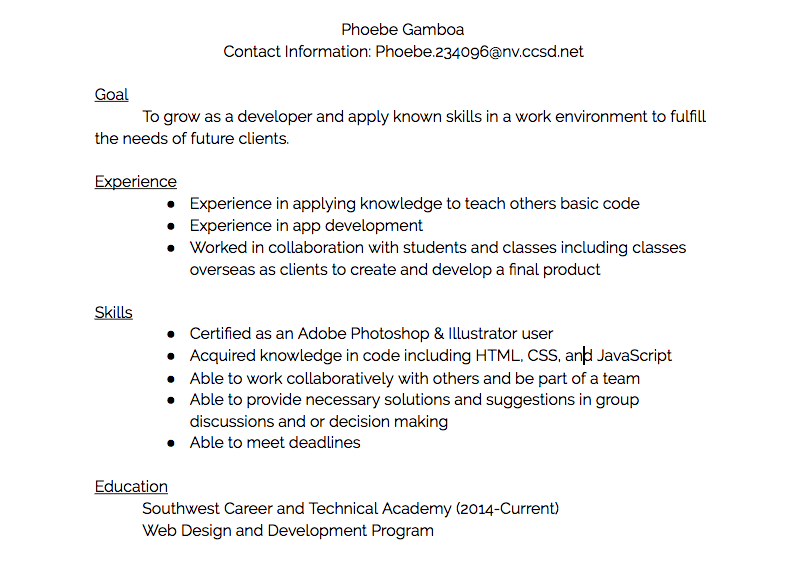 Phoebe Gamboa
Contact Information: Phoebe.234096@nv.ccsd.net
Goal
To grow as a developer and apply known skills in a work environment to fulfill
the needs of future clients.
Experience
● Experience in applying knowledge to teach others basic code
● Experience in app development
● Worked in collaboration with students and classes including classes
overseas as clients to create and develop a final product
Skills
● Certified as an Adobe Photoshop & Illustrator user
● Acquired knowledge in code including HTML, CSS, and JavaScript
● Able to work collaboratively with others and be part of a team
● Able to provide necessary solutions and suggestions in group
discussions and or decision making
● Able to meet deadlines
Education
Southwest Career and Technical Academy (2014-Current)
Web Design and Development Program